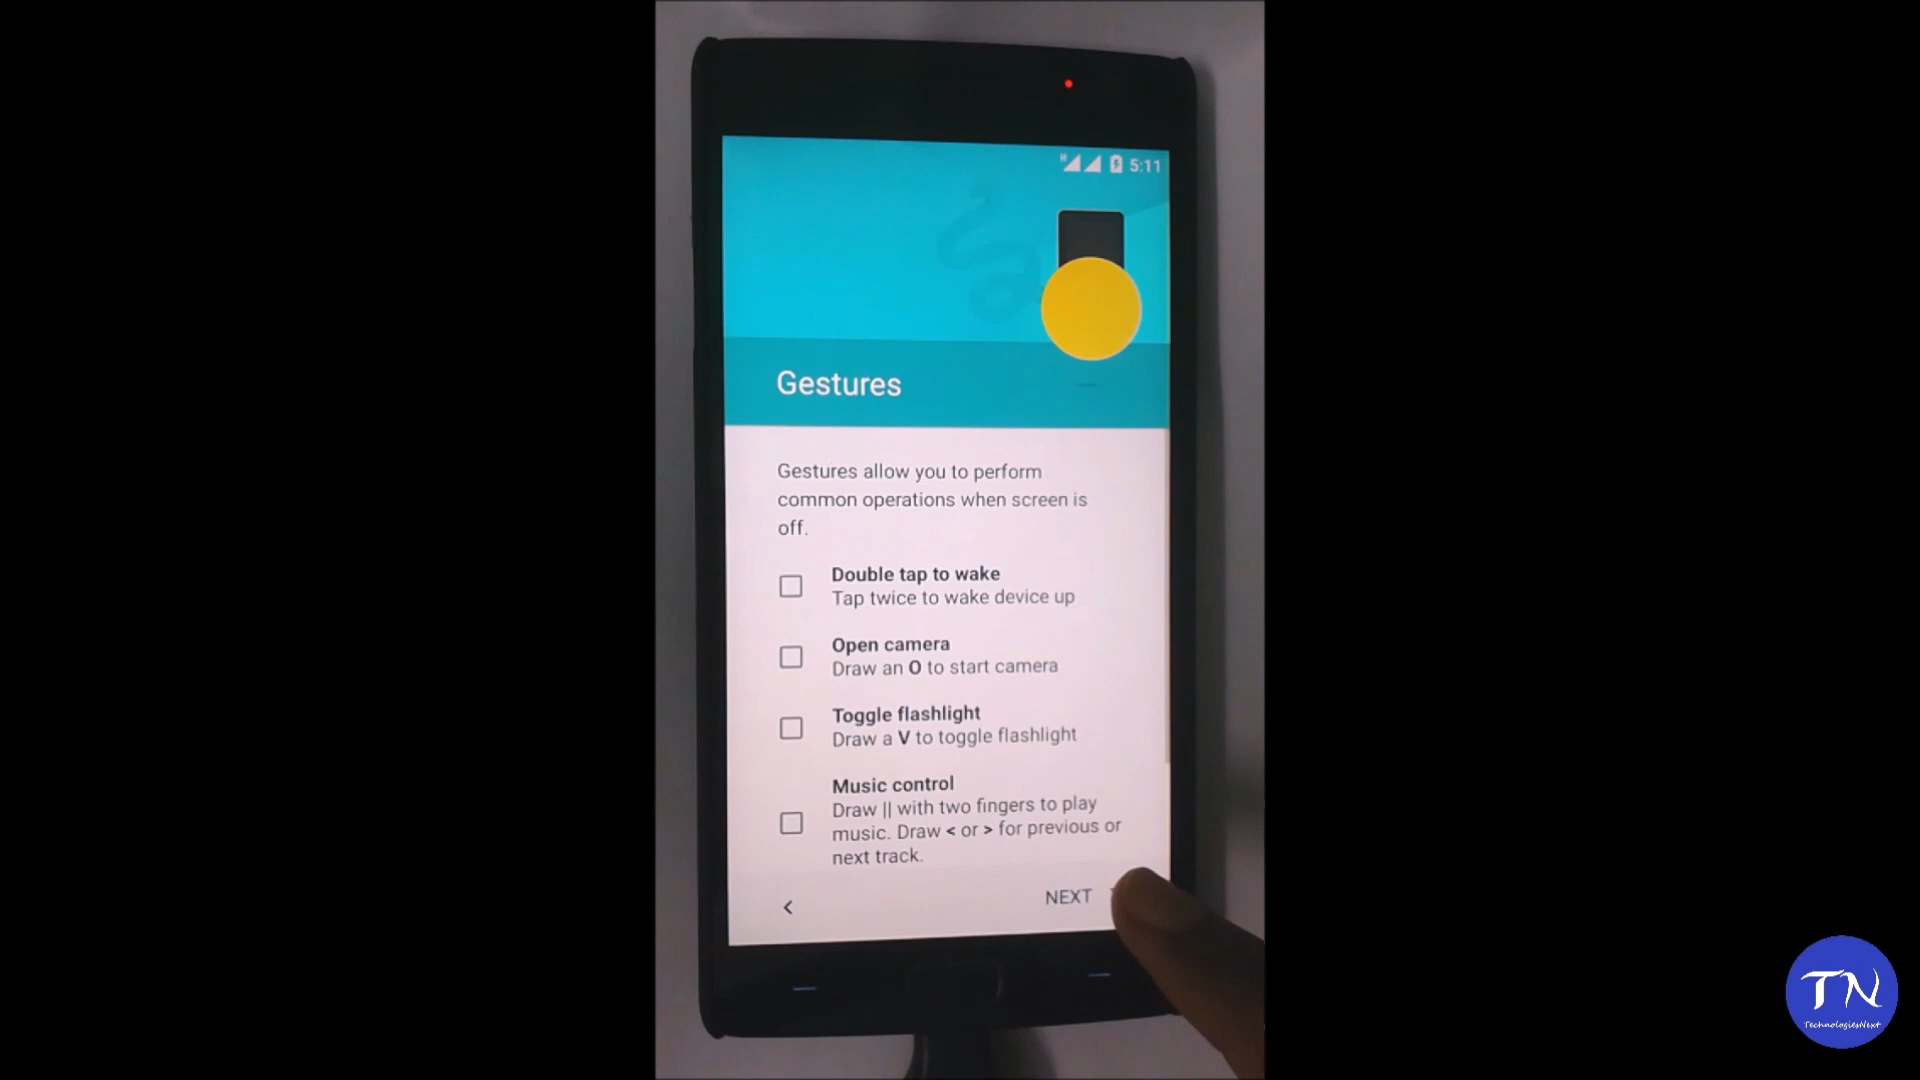 5:11
Gestures
Gestures allow you to perform
common operations when screen is
off.
Double tap to wake
Tap twice to wake device up
Open camera
Draw an O to start camera
Toggle flashlight
Draw a V to toggle flashlight
Music control
Draw || with two fingers to play
music. Draw < or > for previous or
next track.
NEXT
TN
TechnologiesNext